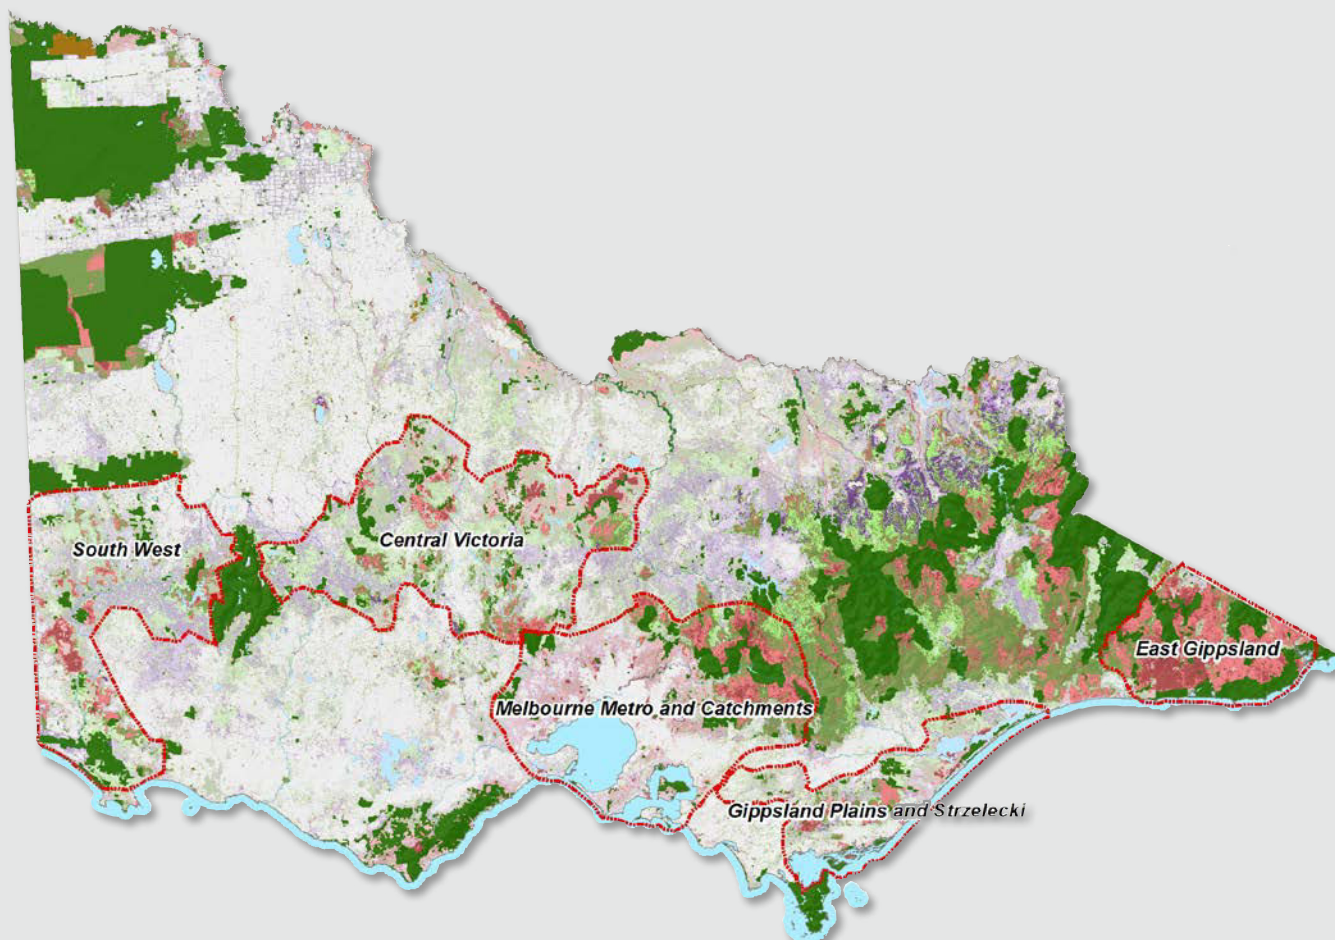 South West
Central Victoria
East Gippsland
Melbourne Metro and Catchments
Gippsland Plains and Strzelecki